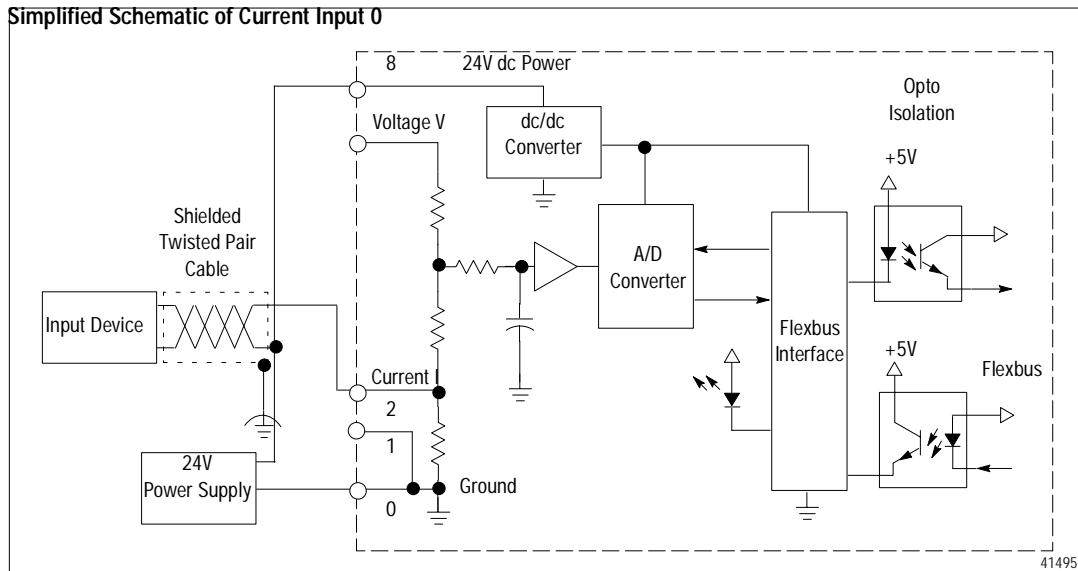 Simplified Schematic of Current Input 0
8
24V dc Power
Opto
Isolation
Voltage V
dc/dc
Converter
+5V
Shielded
Twisted Pair
Cable
A/D
Converter
Input Device
Flexbus
Interface
+5V
Flexbus
Current I
2
1
24V
Power Supply
Ground
0
41495